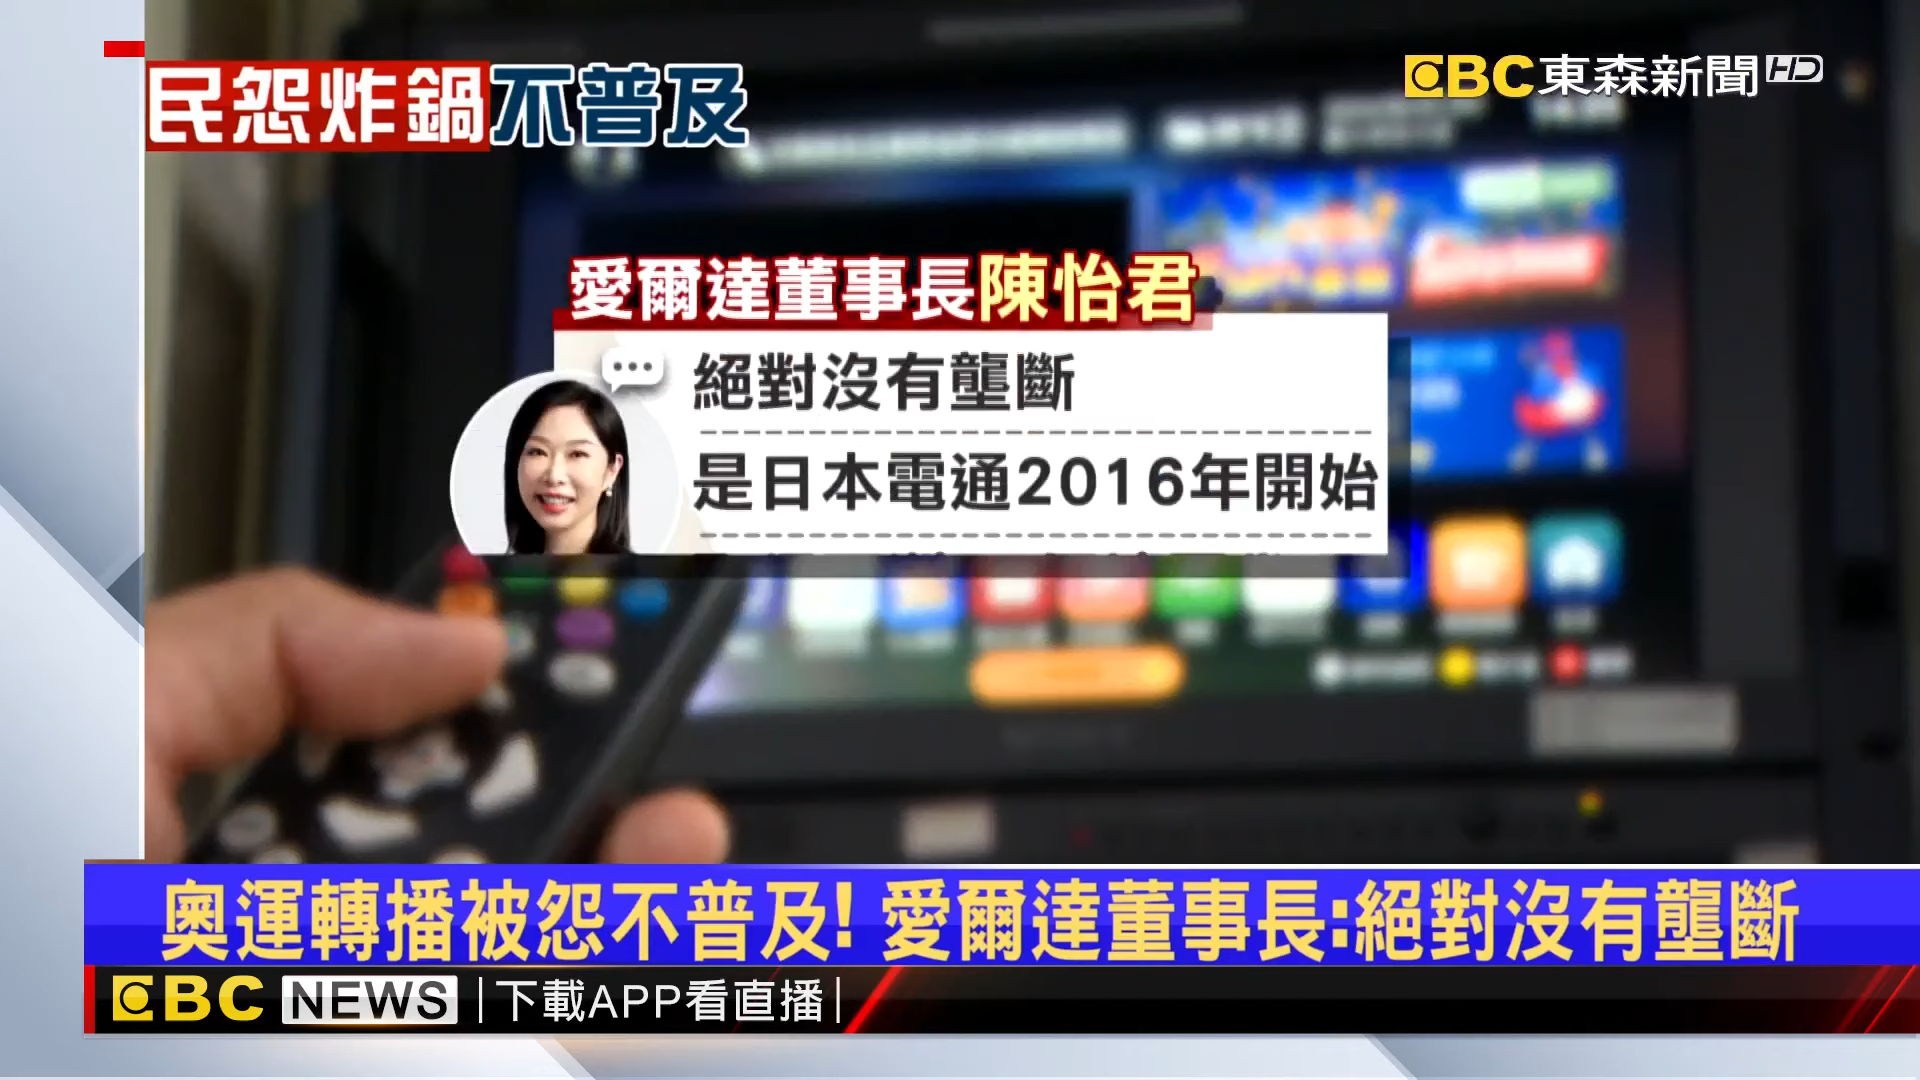 民怨炸鍋不普及
EBC東森新聞HD
愛爾達董事長陳怡君
絕對沒有壟斷
是日本電通2016年開始
奧運轉播被怨不普及! 愛爾達董事長:絕對沒有壟斷
EBC NEWS 下載APP看直播